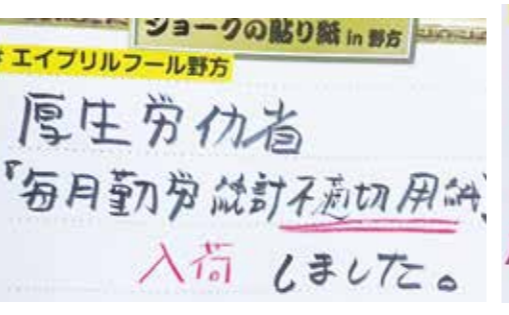 ジョークの貼り紙 in 野方
# エイプリルフール野方
厚生労仂省
『毎月勤労統計不適切用紙』
入荷 しました。